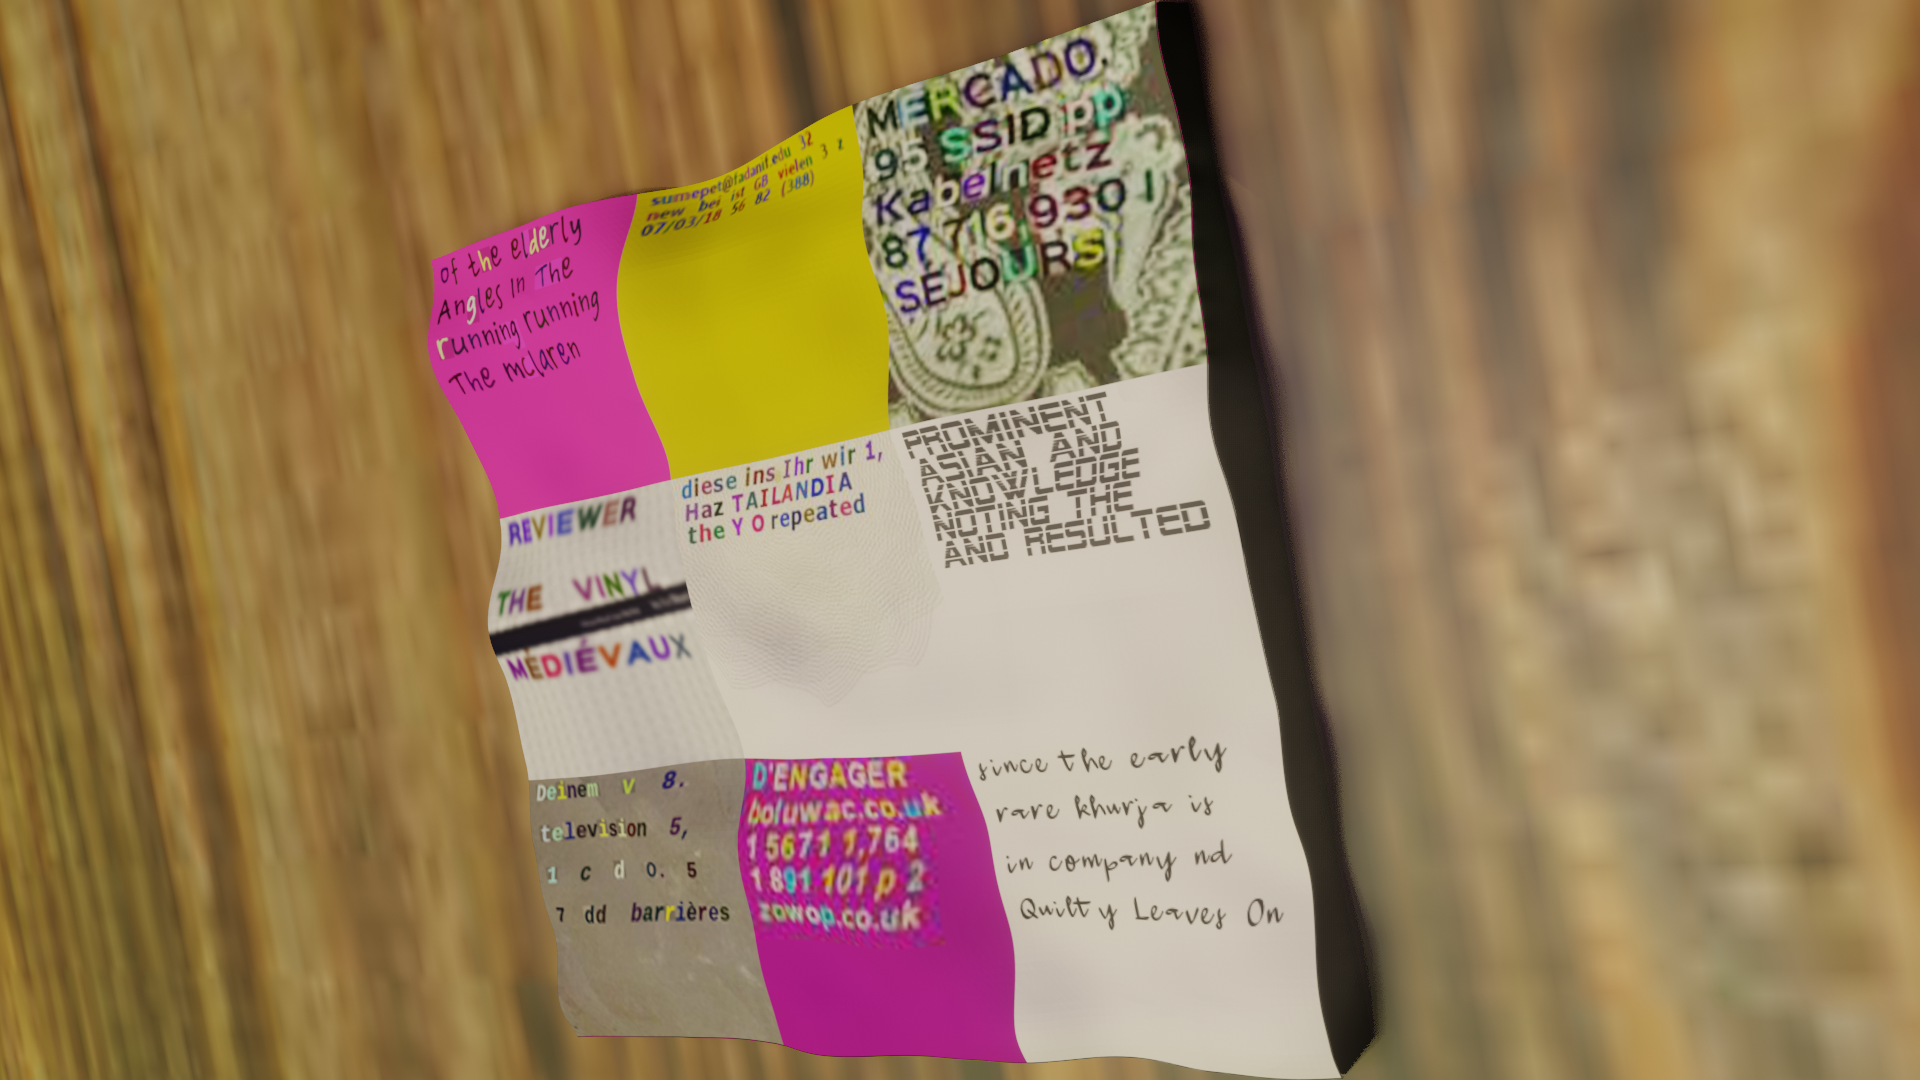 of the elderly
Angles In The
running running
The mclaren
sumepet@fadanif.edu 32
new bei ist GB vielen 3 z
07/03/18 56 82 (388)
MERCADO,
95 SSID pp
Kabelnetz
87 716 930 I
SÉJOURS
REVIEWER
THE VINYL
MÉDIÉVAUX
diese ins Ihr wir 1,
Haz TAILANDIA
the Y O repeated
PROMINENT
ASIAN AND
KNOWLEDGE
NOTING THE
AND RESULTED
Deinem V 8.
television 5,
1 c d 0. 5
7 dd barrières
D'ENGAGER
boluwac.co.uk
1 5671 1,764
1 891 101 p 2
zowop.co.uk
since the early
rare khurja is
in company nd
Quilty Leaves On